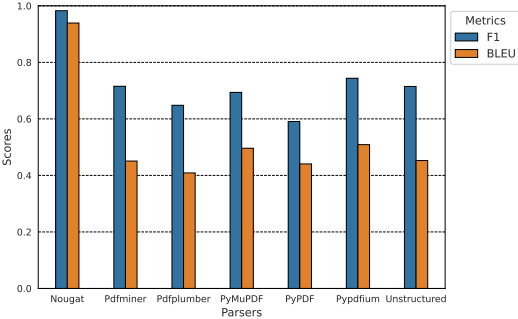 Metrics
F1
BLEU
Scores
1.0
0.8
0.6
0.4
0.2
0.0
Nougat Pdfminer Pdfplumber PyMuPDF PyPDF Pypdfium Unstructured
Parsers